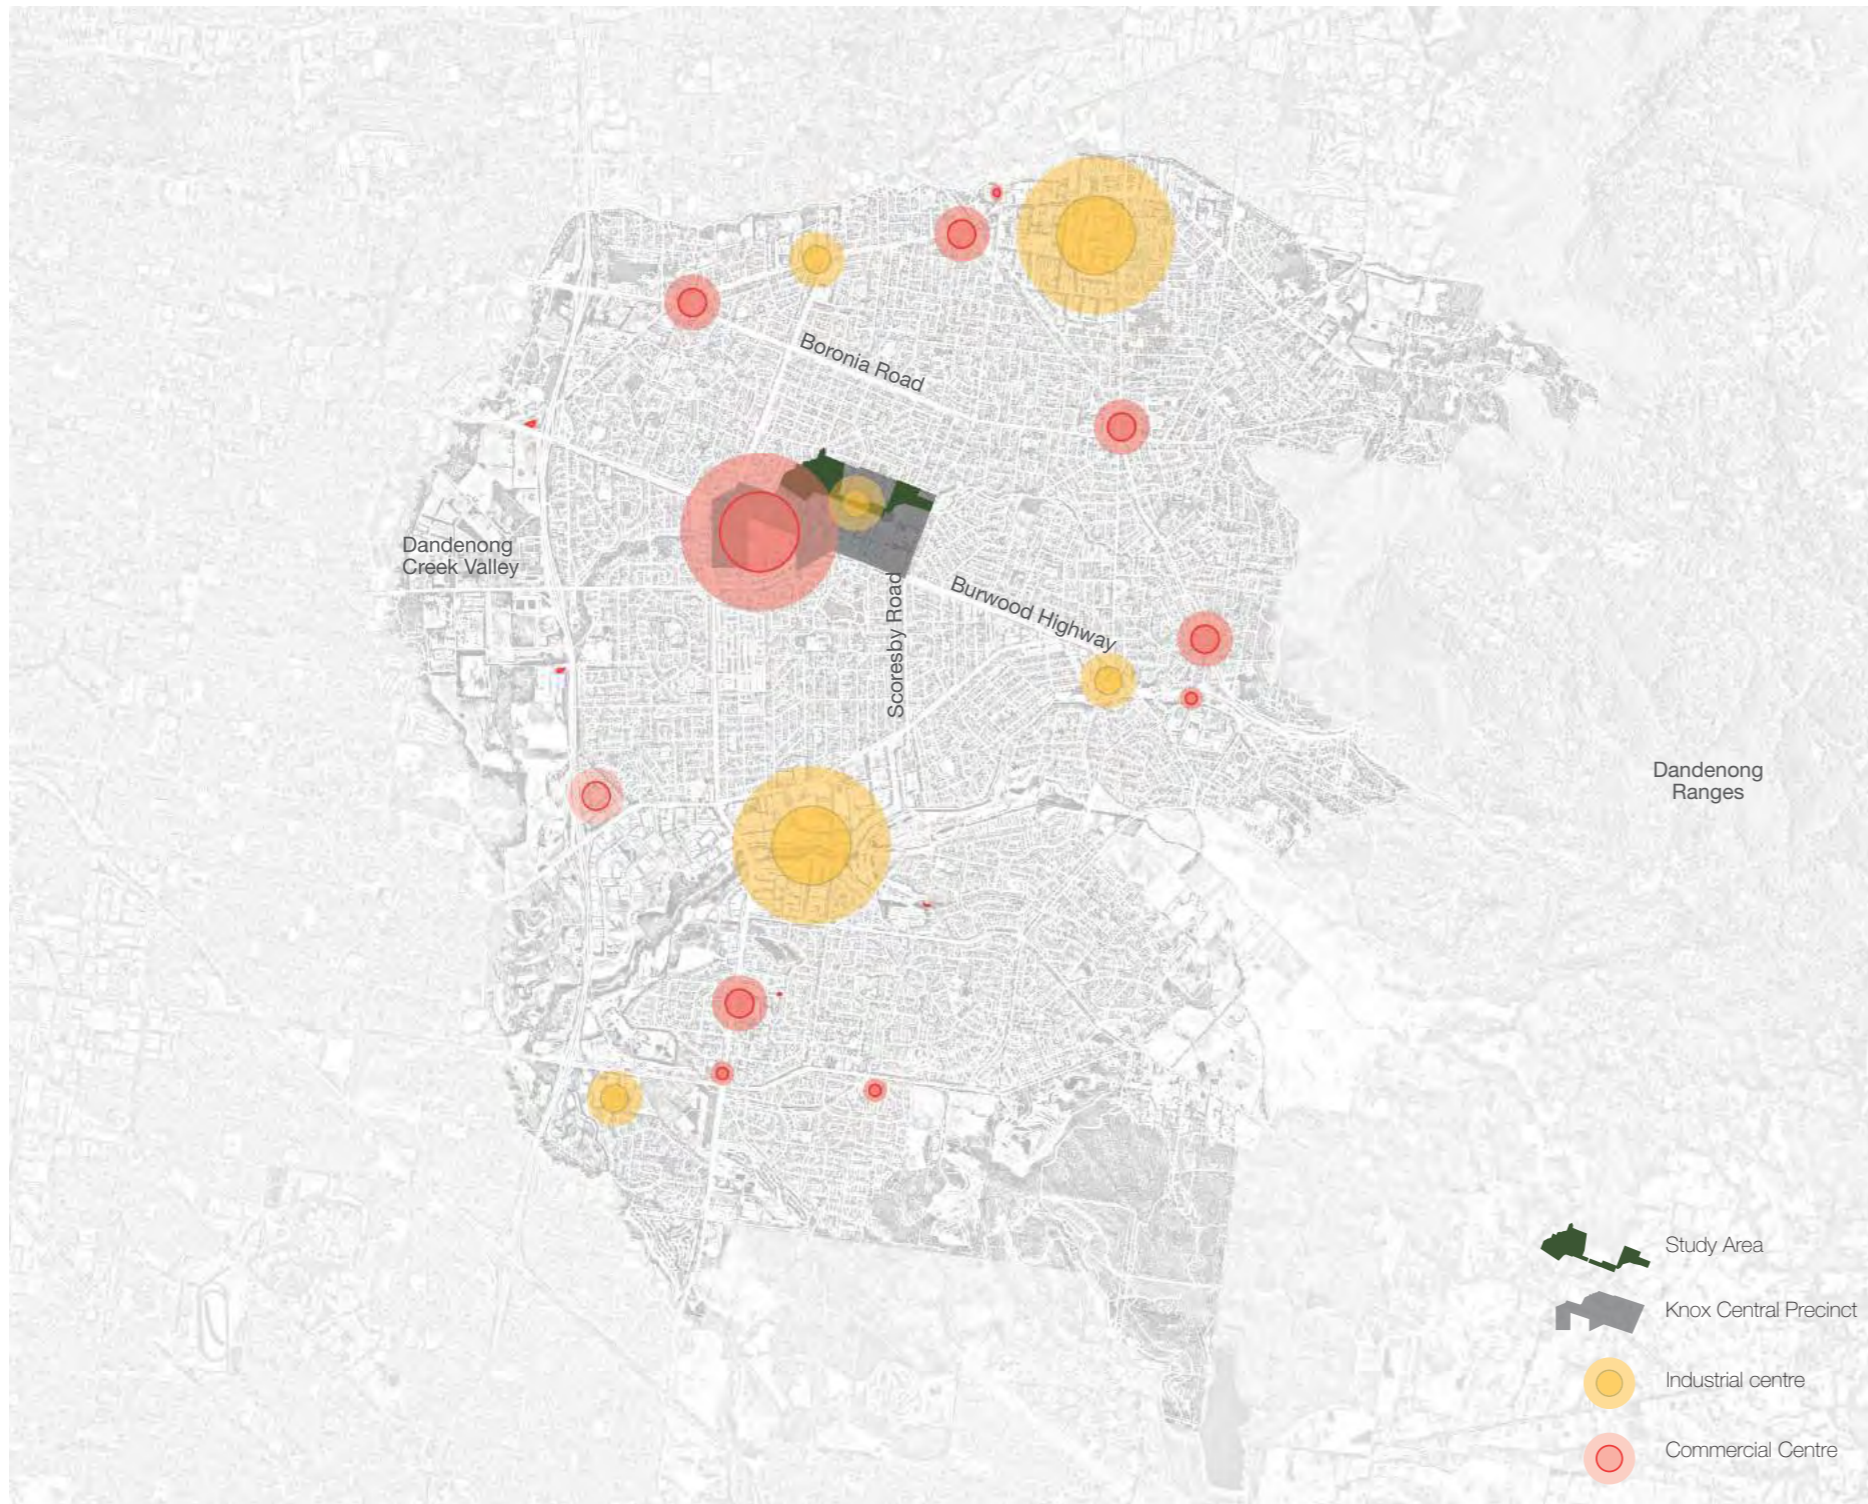 Boronia Road
Dandenong
Creek Valley
Scoresby Road
Burwood Highway
Dandenong
Ranges
Study Area
Knox Central Precinct
Industrial centre
Commercial Centre